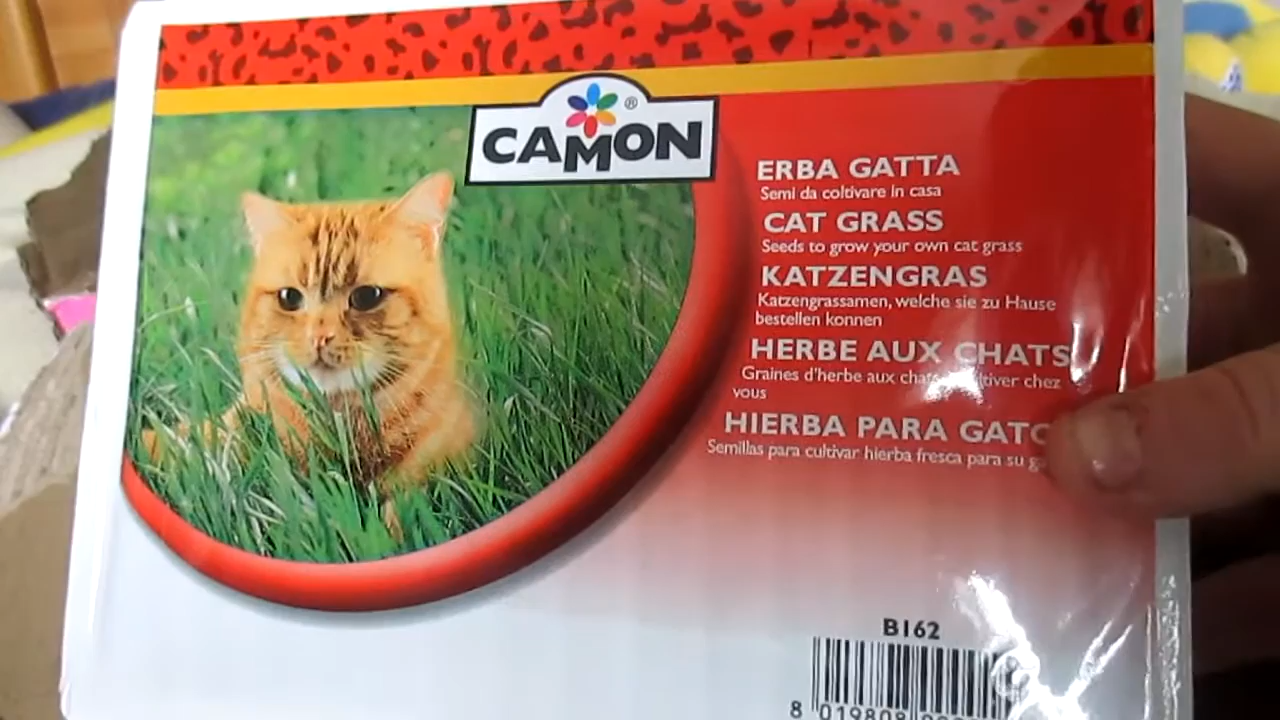 CAMON®
ERBA GATTA
Semi da coltivare in casa
CAT GRASS
Seeds to grow your own cat grass
KATZENGRAS
Katzengrassamen, welche sie zu Hause
bestellen konnen
HERBE AUX CHATS
Graines d'herbe aux chez
vous
HIERBA PARA
Semillas para cultivar hierba fresca para su
B162
8 019808